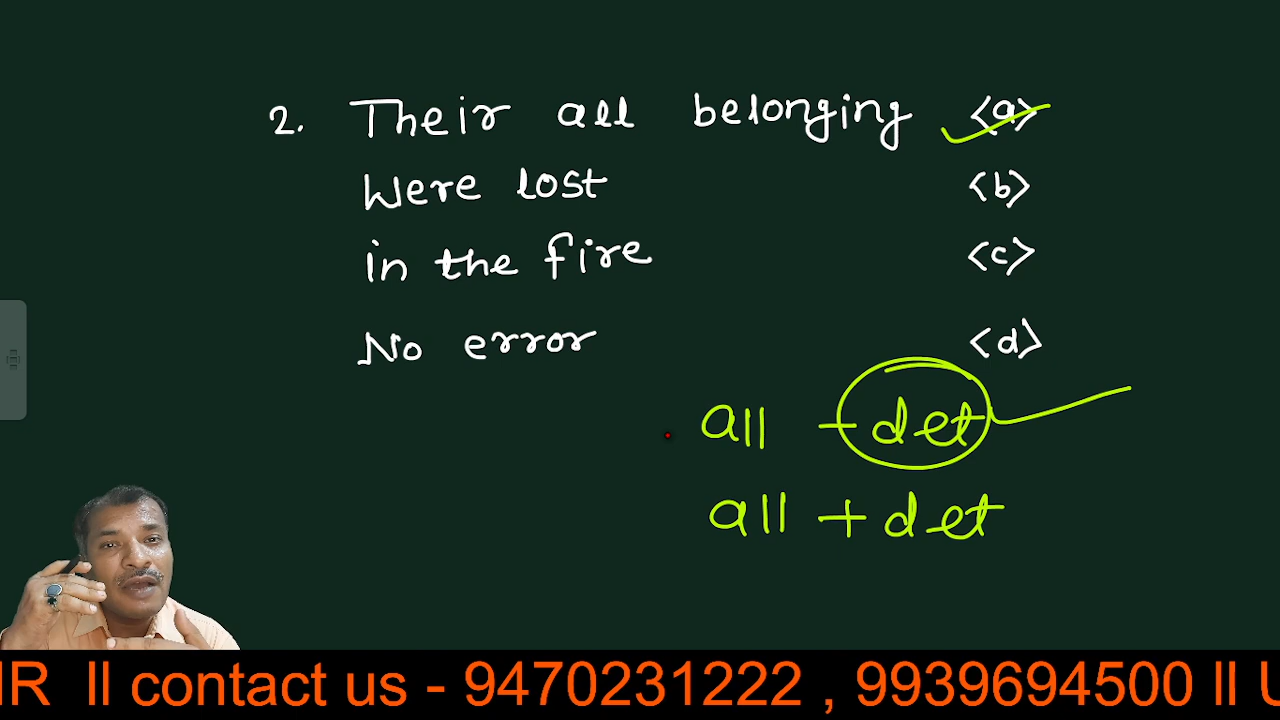 2. Their all belonging <a>
Were lost <b>
in the fire <c>
No error <d>
all - det
all + det
IR ll contact us - 9470231222 , 9939694500 ll U